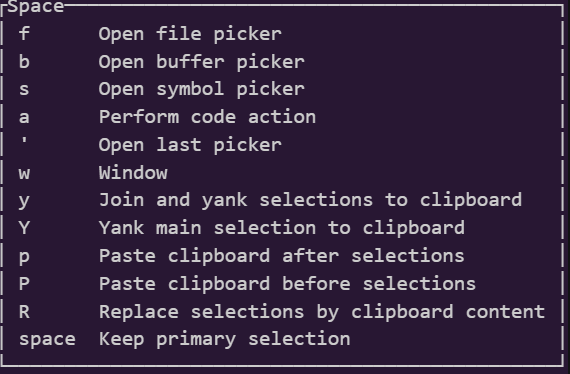 Space
f Open file picker
b Open buffer picker
s Open symbol picker
a Perform code action
' Open last picker
w Window
y Join and yank selections to clipboard
Y Yank main selection to clipboard
p Paste clipboard after selections
P Paste clipboard before selections
R Replace selections by clipboard content
space Keep primary selection